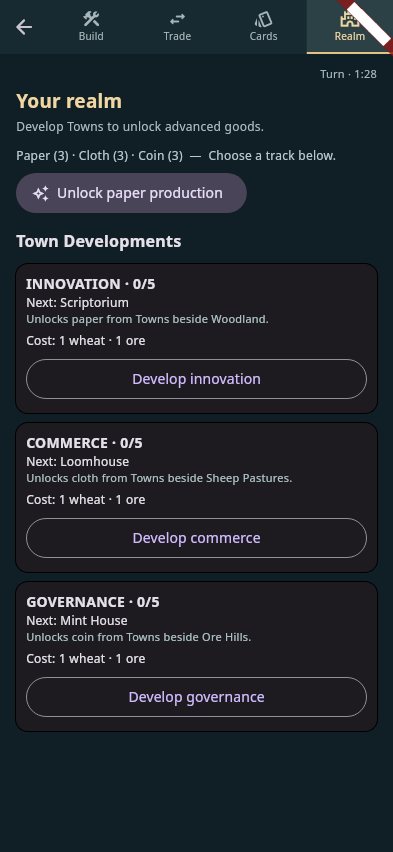 Build
Trade
Cards
Realm
Turn · 1:28
Your realm
Develop Towns to unlock advanced goods.
Paper (3) · Cloth (3) · Coin (3) — Choose a track below.
Unlock paper production
Town Developments
INNOVATION · 0/5
Next: Scriptorium
Unlocks paper from Towns beside Woodland.
Cost: 1 wheat · 1 ore
Develop innovation
COMMERCE · 0/5
Next: Loomhouse
Unlocks cloth from Towns beside Sheep Pastures.
Cost: 1 wheat · 1 ore
Develop commerce
GOVERNANCE · 0/5
Next: Mint House
Unlocks coin from Towns beside Ore Hills.
Cost: 1 wheat · 1 ore
Develop governance